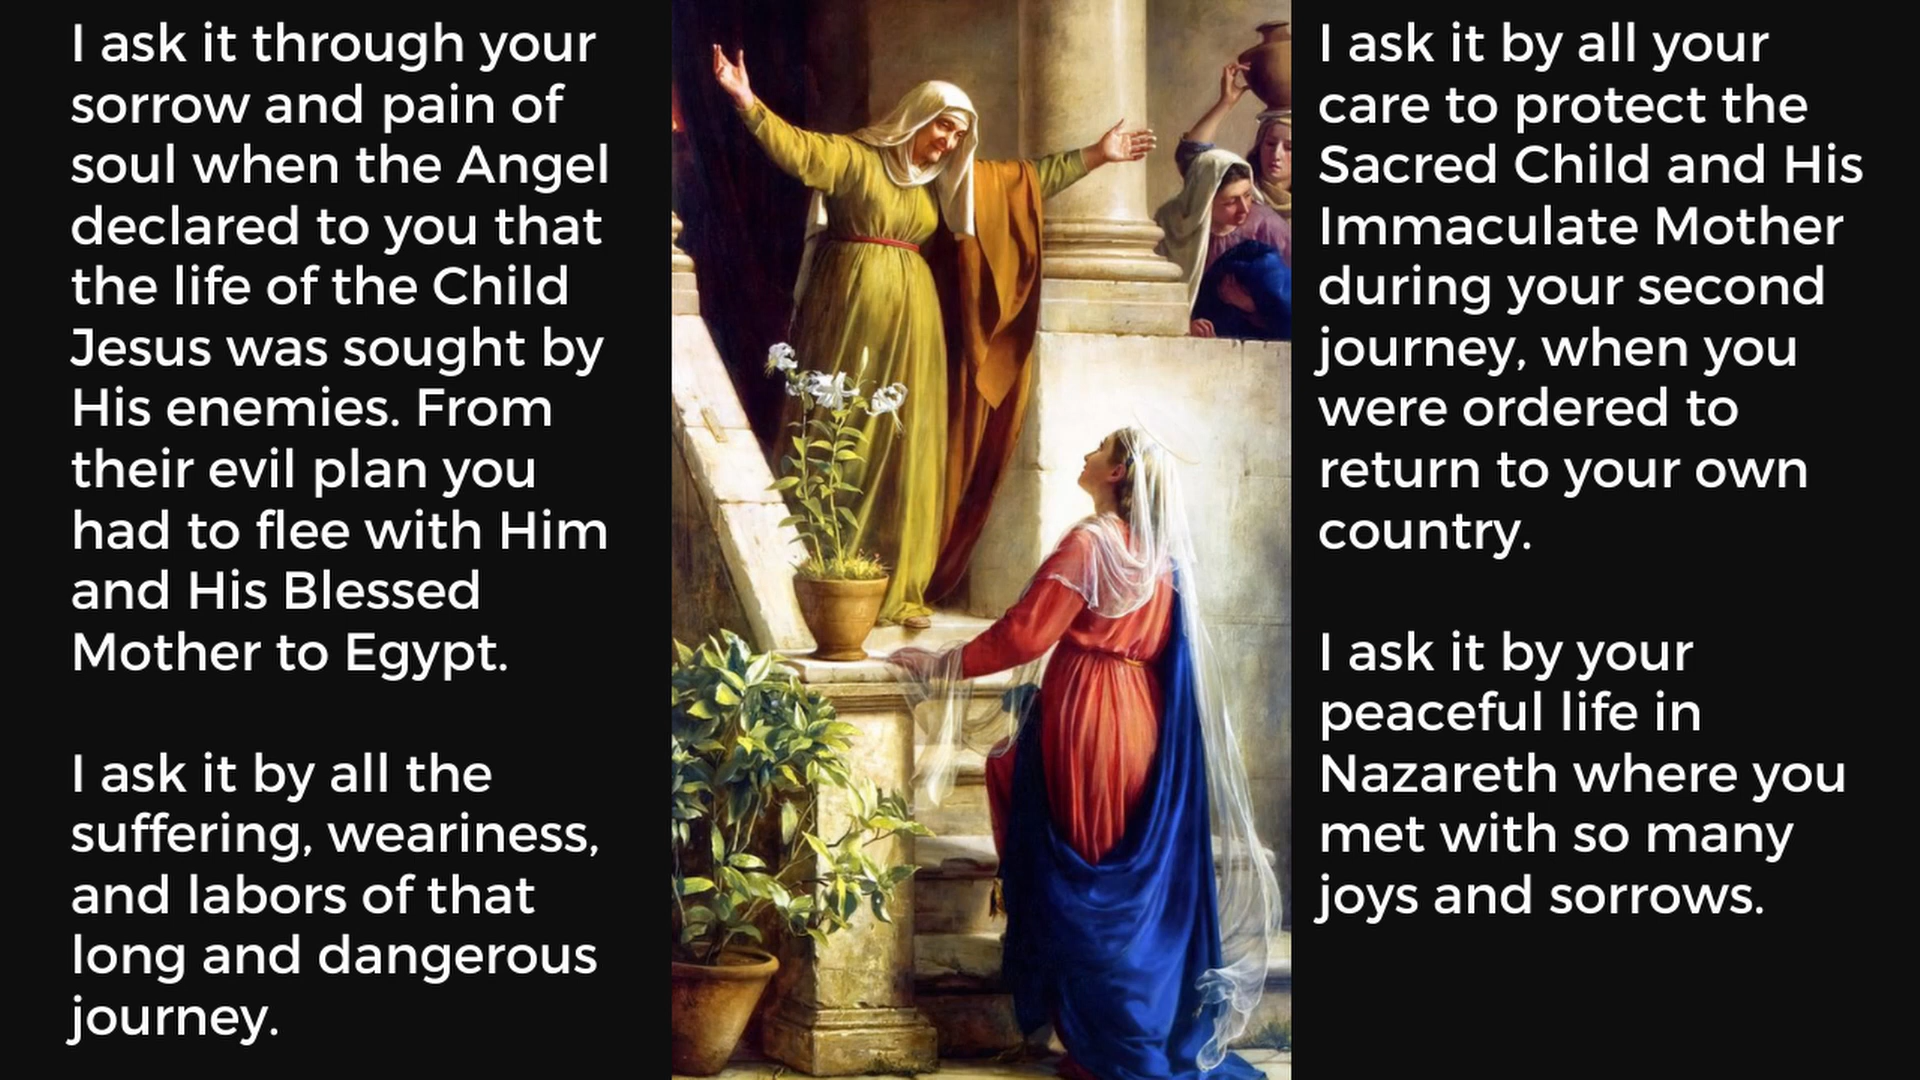 I ask it through your
sorrow and pain of
soul when the Angel
declared to you that
the life of the Child
Jesus was sought by
His enemies. From
their evil plan you
had to flee with Him
and His Blessed
Mother to Egypt.
I ask it by all the
suffering, weariness,
and labors of that
long and dangerous
journey.
I ask it by all your
care to protect the
Sacred Child and His
Immaculate Mother
during your second
journey, when you
were ordered to
return to your own
country.
I ask it by your
peaceful life in
Nazareth where you
met with so many
joys and sorrows.